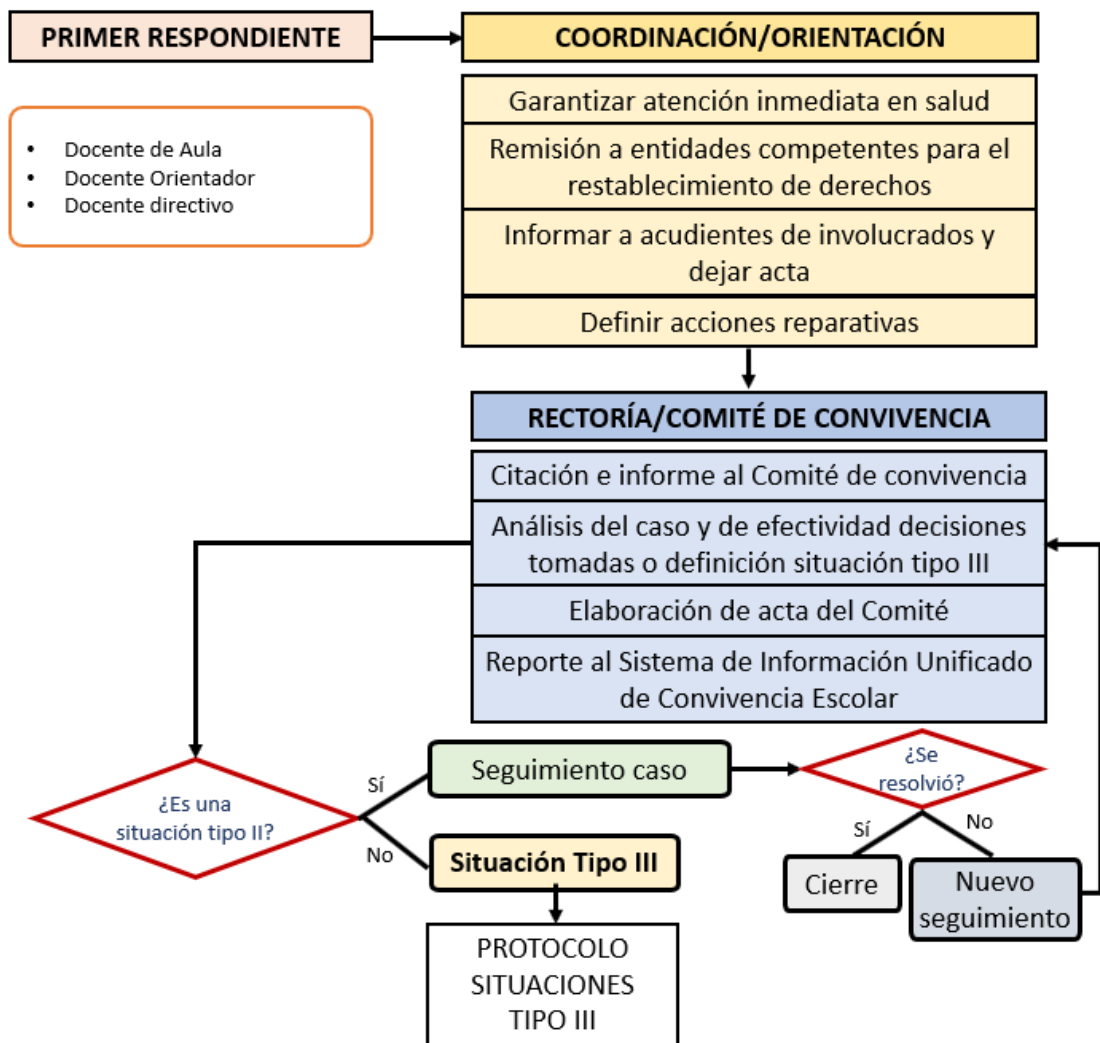 PRIMER RESPONDIENTE
COORDINACIÓN/ORIENTACIÓN
• Docente de Aula
• Docente Orientador
• Docente directivo
Garantizar atención inmediata en salud
Remisión a entidades competentes para el
restablecimiento de derechos
Informar a acudientes de involucrados y
dejar acta
Definir acciones reparativas
RECTORÍA/COMITÉ DE CONVIVENCIA
Citación e informe al Comité de convivencia
Análisis del caso y de efectividad decisiones
tomadas o definición situación tipo III
Elaboración de acta del Comité
Reporte al Sistema de Información Unificado
de Convivencia Escolar
¿Es una
situación tipo II?
Sí
Seguimiento caso
¿Se
resolvió?
No
Situación Tipo III
Sí
No
Cierre
Nuevo
seguimiento
PROTOCOLO
SITUACIONES
TIPO III